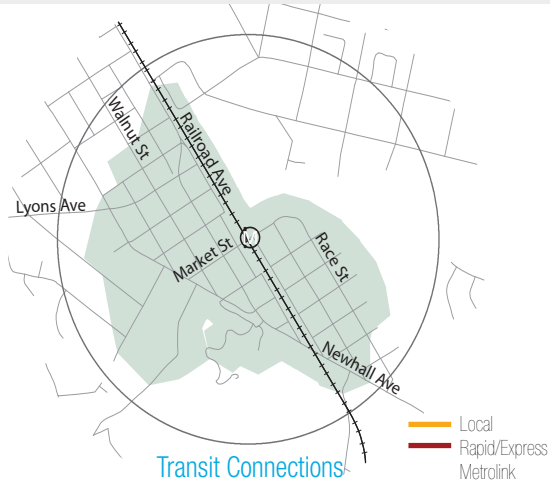 Walnut St
Railroad Ave
Lyons Ave
M
Market St
Race St
Newhall Ave
Local
Rapid/Express
Metrolink
Transit Connections